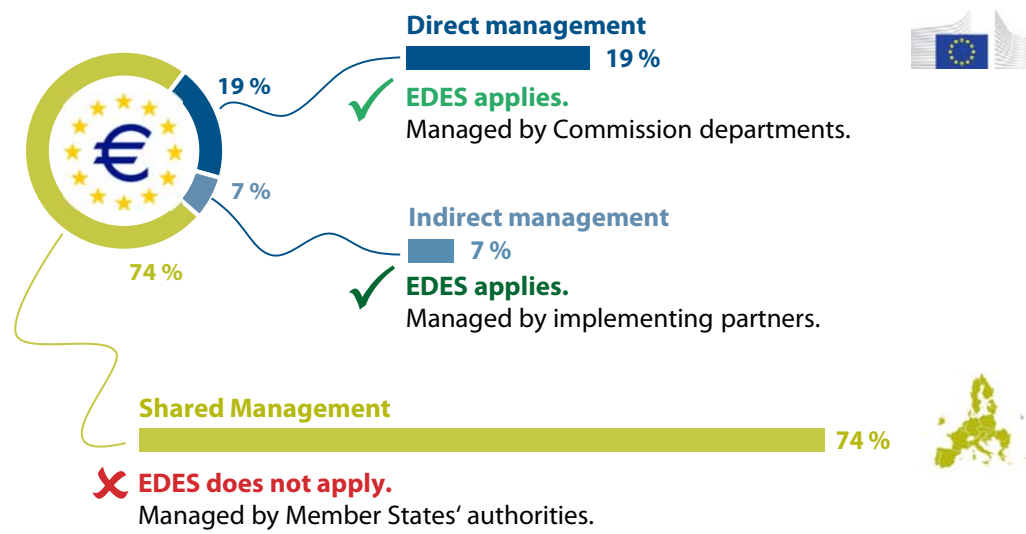 Direct management
19 %
19 %
EDES applies.
Managed by Commission departments.
€
7 %
Indirect management
7 %
74 %
EDES applies.
Managed by implementing partners.
Shared Management
74 %
EDES does not apply.
Managed by Member States‘ authorities.